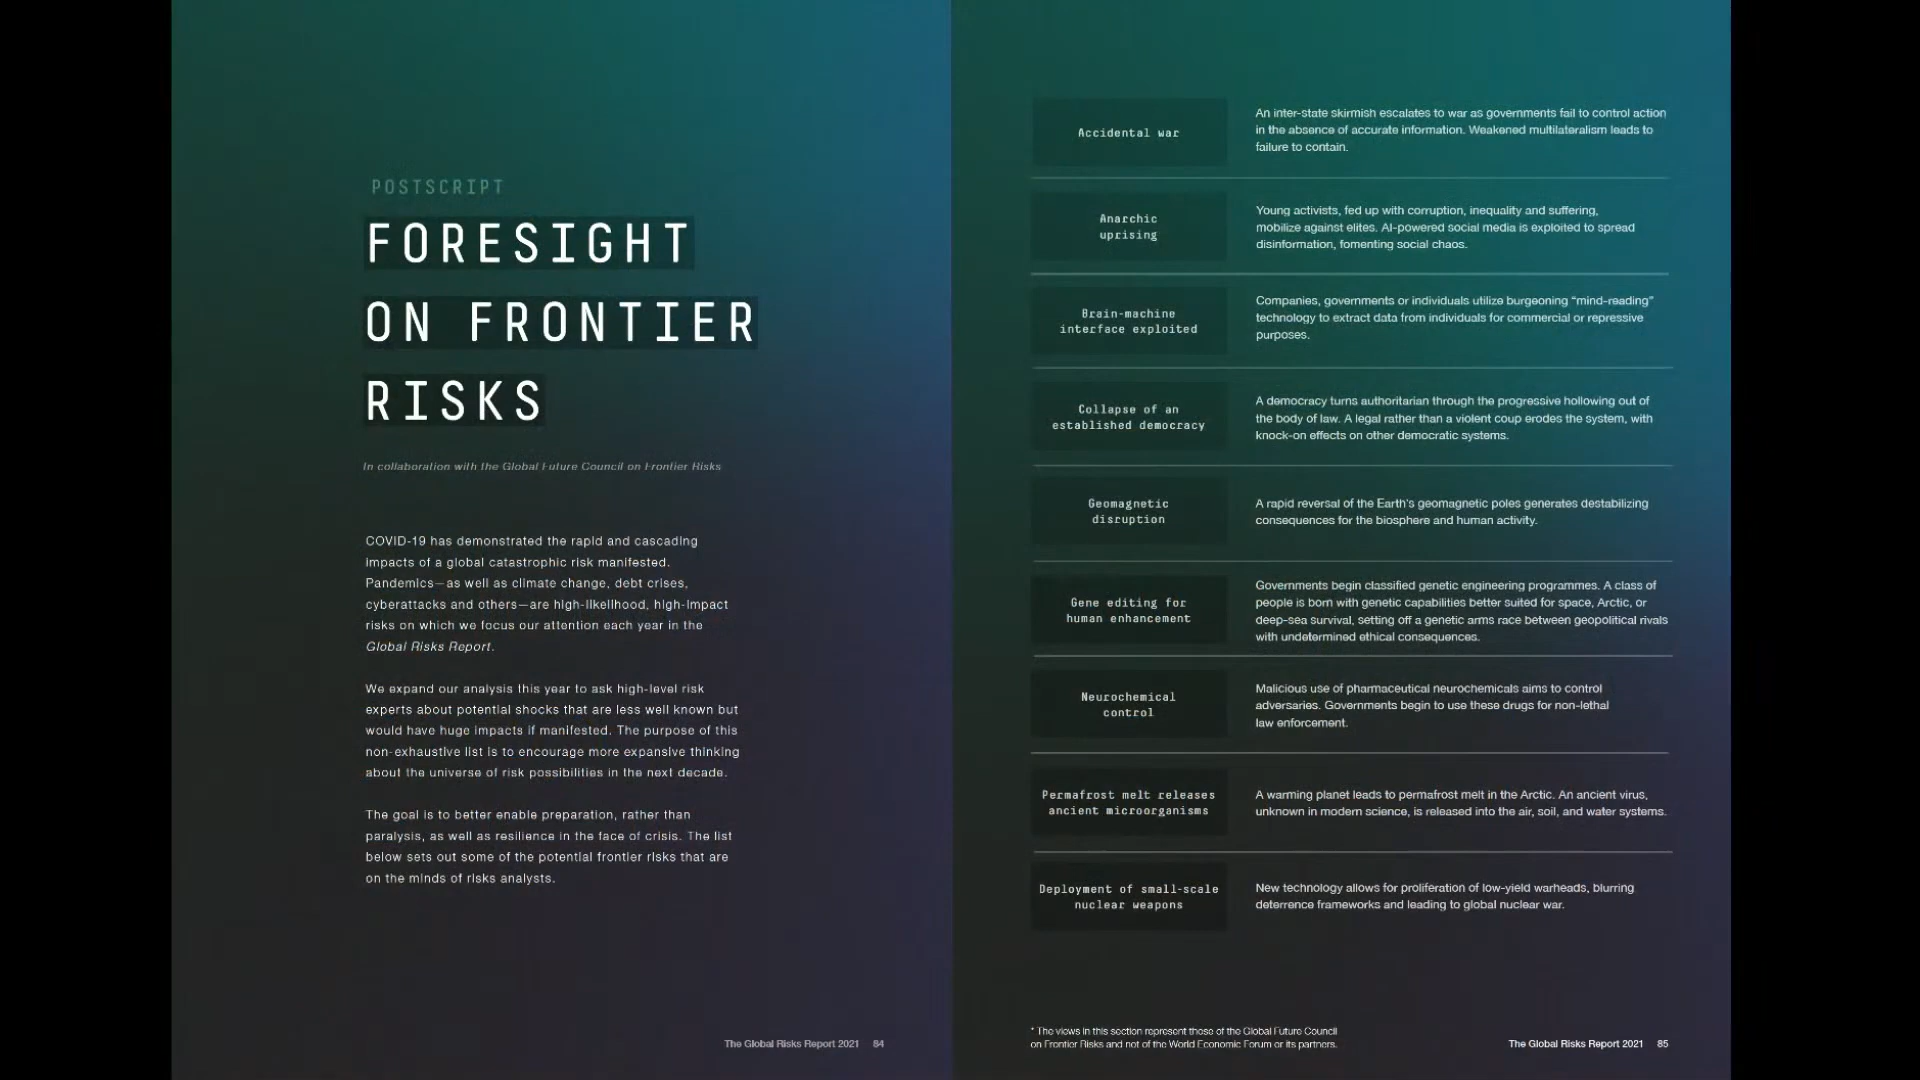 POSTSCRIPT
FORESIGHT
ON FRONTIER
RISKS
In collaboration with the Global Future Council on Frontier Risks
COVID-19 has demonstrated the rapid and cascading
impacts of a global catastrophic risk manifested.
Pandemics—as well as climate change, debt crises,
cyberattacks and others—are high-likelihood, high-impact
risks on which we focus our attention each year in the
Global Risks Report.
We expand our analysis this year to ask high-level risk
experts about potential shocks that are less well known but
would have huge impacts if manifested. The purpose of this
non-exhaustive list is to encourage more expansive thinking
about the universe of risk possibilities in the next decade.
The goal is to better enable preparation, rather than
paralysis, as well as resilience in the face of crisis. The list
below sets out some of the potential frontier risks that are
on the minds of risks analysts.
The Global Risks Report 2021 84
Accidental war
An inter-state skirmish escalates to war as governments fail to control action
in the absence of accurate information. Weakened multilateralism leads to
failure to contain.
Anarchic
uprising
Young activists, fed up with corruption, inequality and suffering,
mobilize against elites. AI-powered social media is exploited to spread
disinformation, fomenting social chaos.
Brain-machine
interface exploited
Companies, governments or individuals utilize burgeoning “mind-reading”
technology to extract data from individuals for commercial or repressive
purposes.
Collapse of an
established democracy
A democracy turns authoritarian through the progressive hollowing out of
the body of law. A legal rather than a violent coup erodes the system, with
knock-on effects on other democratic systems.
Geomagnetic
disruption
A rapid reversal of the Earth's geomagnetic poles generates destabilizing
consequences for the biosphere and human activity.
Gene editing for
human enhancement
Governments begin classified genetic engineering programmes. A class of
people is born with genetic capabilities better suited for space, Arctic, or
deep-sea survival, setting off a genetic arms race between geopolitical rivals
with undetermined ethical consequences.
Neurochemical
control
Malicious use of pharmaceutical neurochemicals aims to control
adversaries. Governments begin to use these drugs for non-lethal
law enforcement.
Permafrost melt releases
ancient microorganisms
A warming planet leads to permafrost melt in the Arctic. An ancient virus,
unknown in modern science, is released into the air, soil, and water systems.
Deployment of small-scale
nuclear weapons
New technology allows for proliferation of low-yield warheads, blurring
deterrence frameworks and leading to global nuclear war.
* The views in this section represent those of the Global Future Council
on Frontier Risks and not of the World Economic Forum or its partners.
The Global Risks Report 2021 85